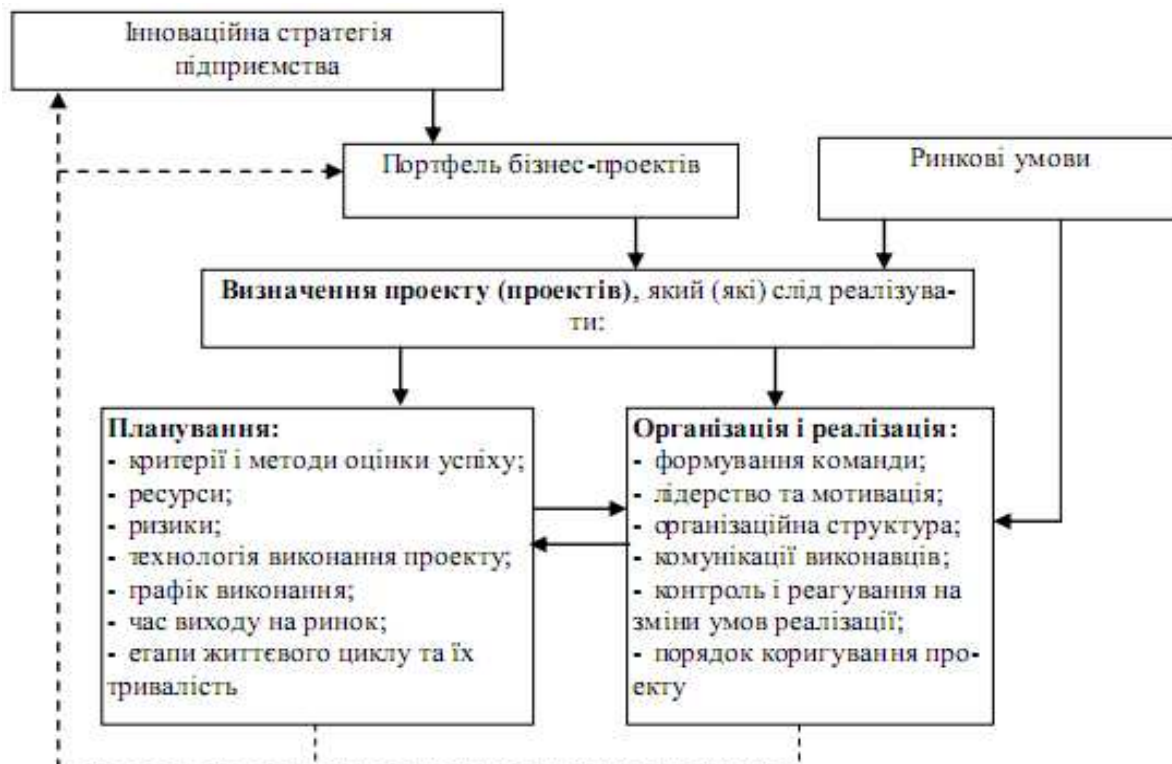 Інноваційна стратегія
підприємства
Портфель бізнес-проектів
Ринкові умови
Визначення проекту (проектів), який (які) слід реалізува-
ти:
Планування:
- критерії і методи оцінки успіху;
- ресурси;
- ризики;
- технологія виконання проекту;
- графік виконання;
- час виходу на ринок;
- етапи життєвого циклу та їх
тривалість
Організація і реалізація:
- формування команди;
- лідерство та мотивація;
- організаційна структура;
- комунікації виконавців;
- контроль і реагування на
зміни умов реалізації;
- порядок коригування про-
екту